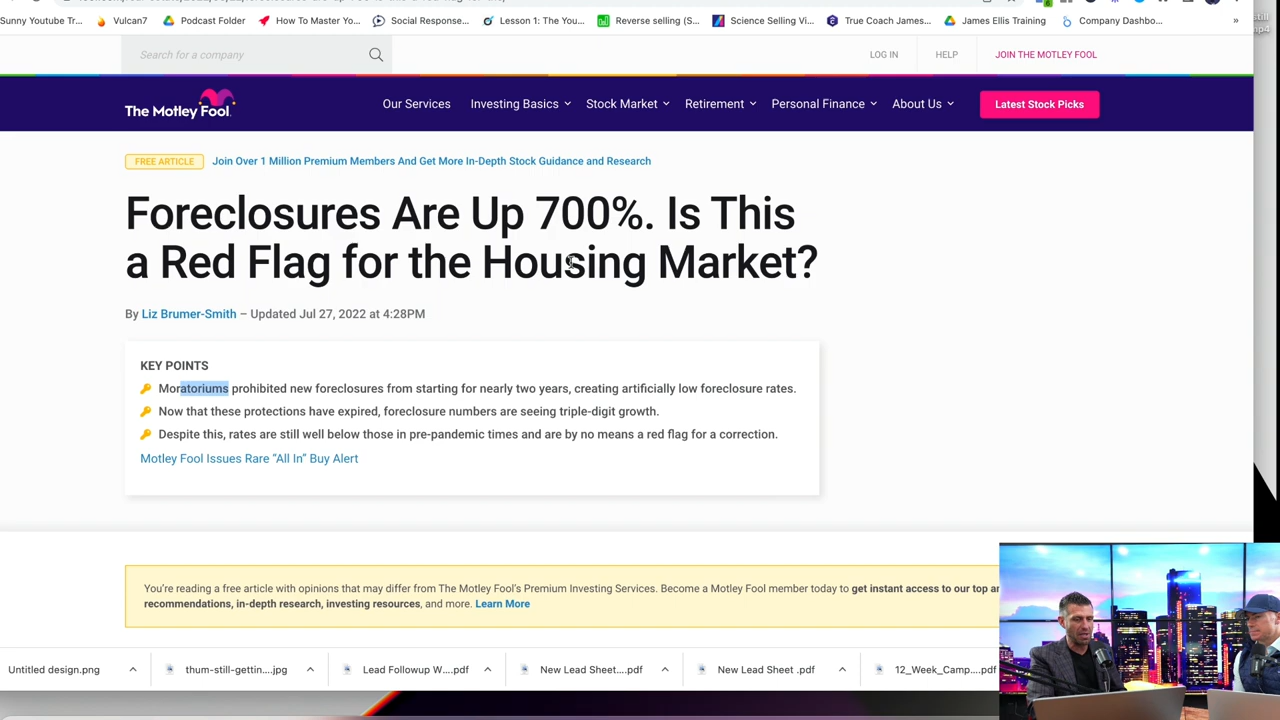 Sunny Youtube Tr...
Vulcan7
Podcast Folder
How To Master Yo...
Social Response...
Lesson 1: The You...
Reverse selling (S...
Science Selling Vi...
True Coach James...
James Ellis Training
Company Dashbo...
»
Search for a company
LOG IN
HELP
JOIN THE MOTLEY FOOL
The Motley Fool.
Our Services
Investing Basics
Stock Market
Retirement
Personal Finance
About Us
Latest Stock Picks
FREE ARTICLE
Join Over 1 Million Premium Members And Get More In-Depth Stock Guidance and Research
Foreclosures Are Up 700%. Is This
a Red Flag for the Housing Market?
By Liz Brumer-Smith – Updated Jul 27, 2022 at 4:28PM
KEY POINTS
Moratoriums prohibited new foreclosures from starting for nearly two years, creating artificially low foreclosure rates.
Now that these protections have expired, foreclosure numbers are seeing triple-digit growth.
Despite this, rates are still well below those in pre-pandemic times and are by no means a red flag for a correction.
Motley Fool Issues Rare “All In” Buy Alert
You're reading a free article with opinions that may differ from The Motley Fool's Premium Investing Services. Become a Motley Fool member today to get instant access to our top
recommendations, in-depth research, investing resources, and more. Learn More
Untitled design.png
thum-still-gettin....jpg
Lead Followup W....pdf
New Lead Sheet....pdf
New Lead Sheet .pdf
12_Week_Camp....pdf